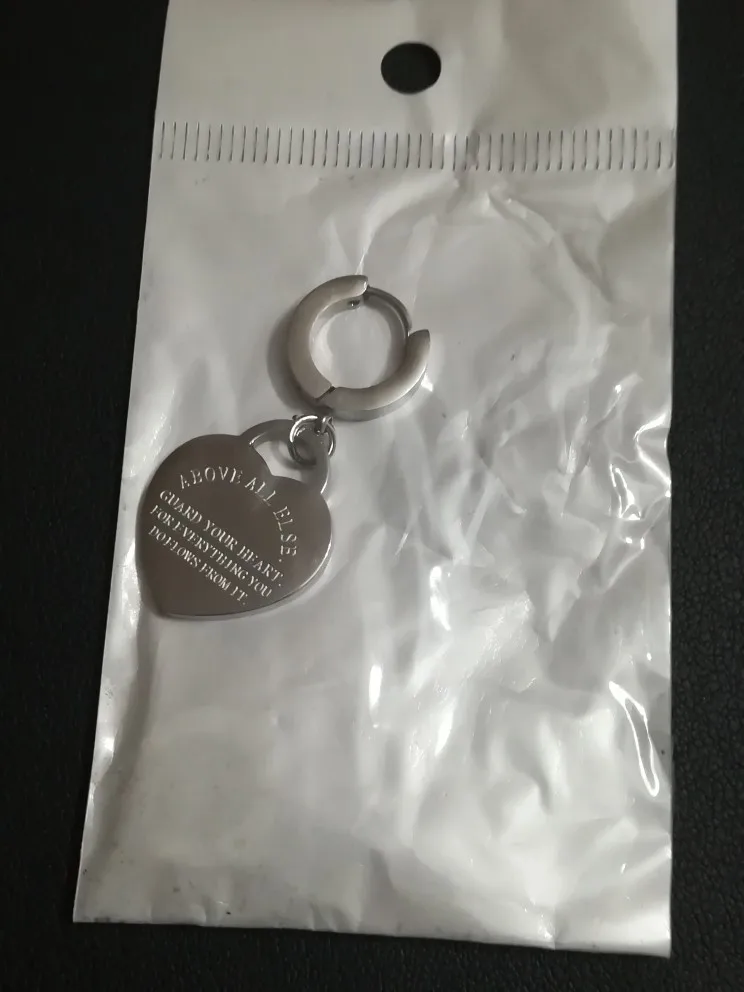 ABOVE ALL ELSE,
GUARD YOUR HEART.
FOR EVERYTHING YOU
DO FLOWS FROM IT.